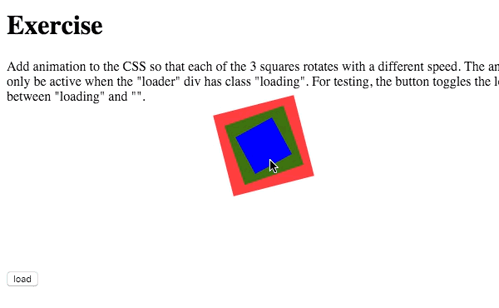 Exercise
Add animation to the CSS so that each of the 3 squares rotates with a different speed. The
only be active when the "loader" div has class "loading". For testing, the button toggles the
between "loading" and "".
load